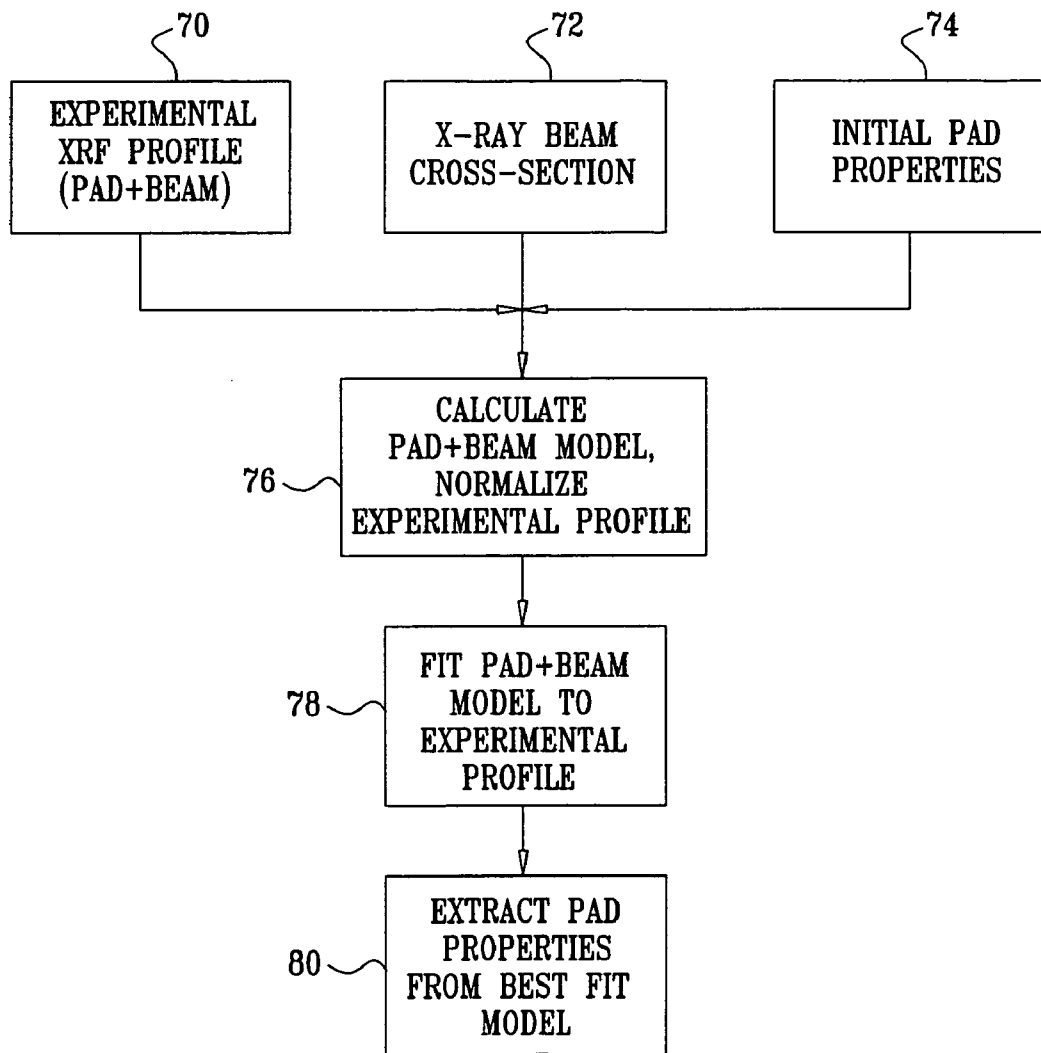 70
72
74
EXPERIMENTAL
XRF PROFILE
(PAD+BEAM)
X-RAY BEAM
CROSS-SECTION
INITIAL PAD
PROPERTIES
76
CALCULATE
PAD+BEAM MODEL,
NORMALIZE
EXPERIMENTAL PROFILE
78
FIT PAD+BEAM
MODEL TO
EXPERIMENTAL
PROFILE
80
EXTRACT PAD
PROPERTIES
FROM BEST FIT
MODEL